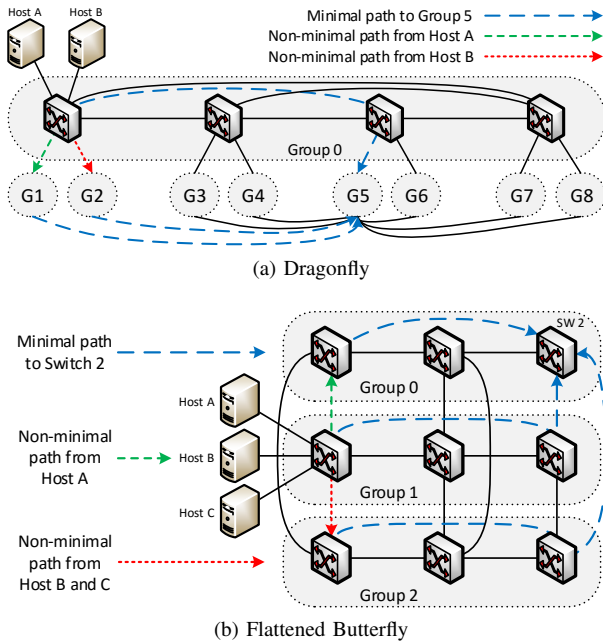 Host A
Host B
Minimal path to Group 5
Non-minimal path from Host A
Non-minimal path from Host B
Group 0
G1
G2
G3
G4
G5
G6
G7
G8
(a) Dragonfly
Minimal path
to Switch 2
SW 2
Group 0
Host A
Non-minimal
path from
Host A
Host B
Group 1
Host C
Non-minimal
path from
Host B and C
Group 2
(b) Flattened Butterfly